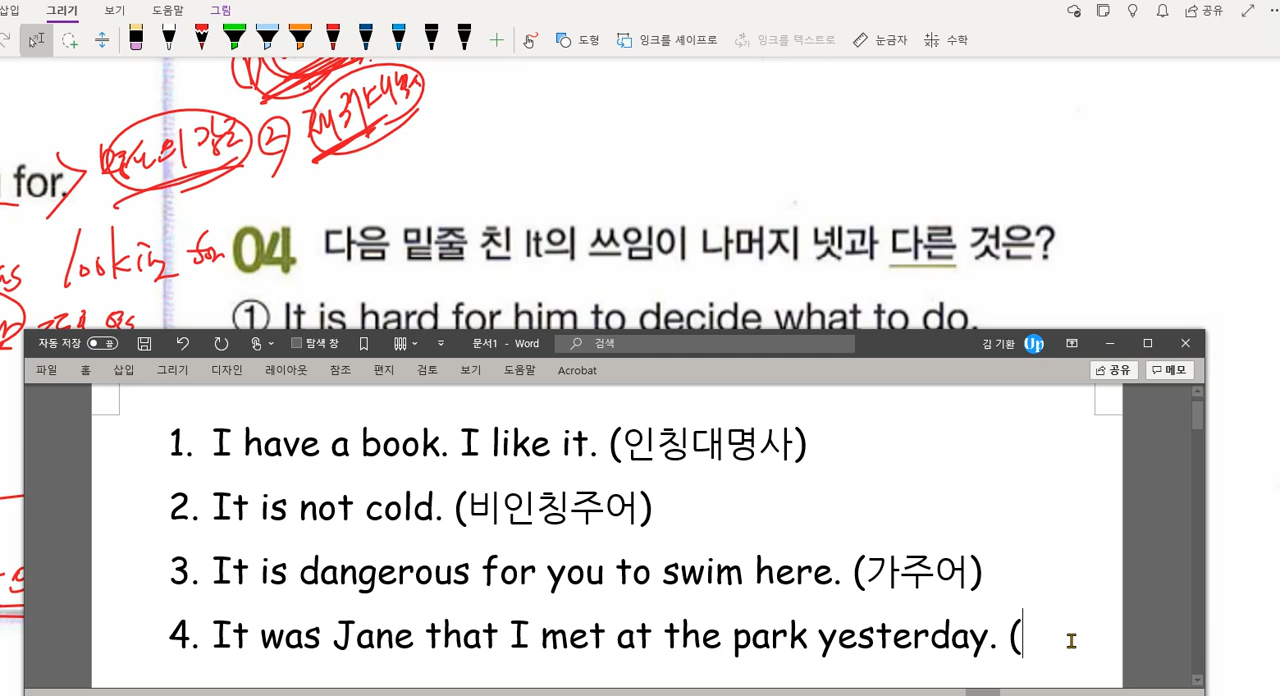 삽입 그리기 보기 도움말 그림 공유
도형 잉크를 셰이프로 잉크를 텍스트로 눈금자 수학
for.
looking for
04 다음 밑줄 친 It의 쓰임이 나머지 넷과 다른 것은?
① It is hard for him to decide what to do.
자동 저장 탐색 창 문서1 - Word 검색 김 기환 Up
파일 홈 삽입 그리기 디자인 레이아웃 참조 편지 검토 보기 도움말 Acrobat 공유 메모
1. I have a book. I like it. (인칭대명사)
2. It is not cold. (비인칭주어)
3. It is dangerous for you to swim here. (가주어)
4. It was Jane that I met at the park yesterday. (